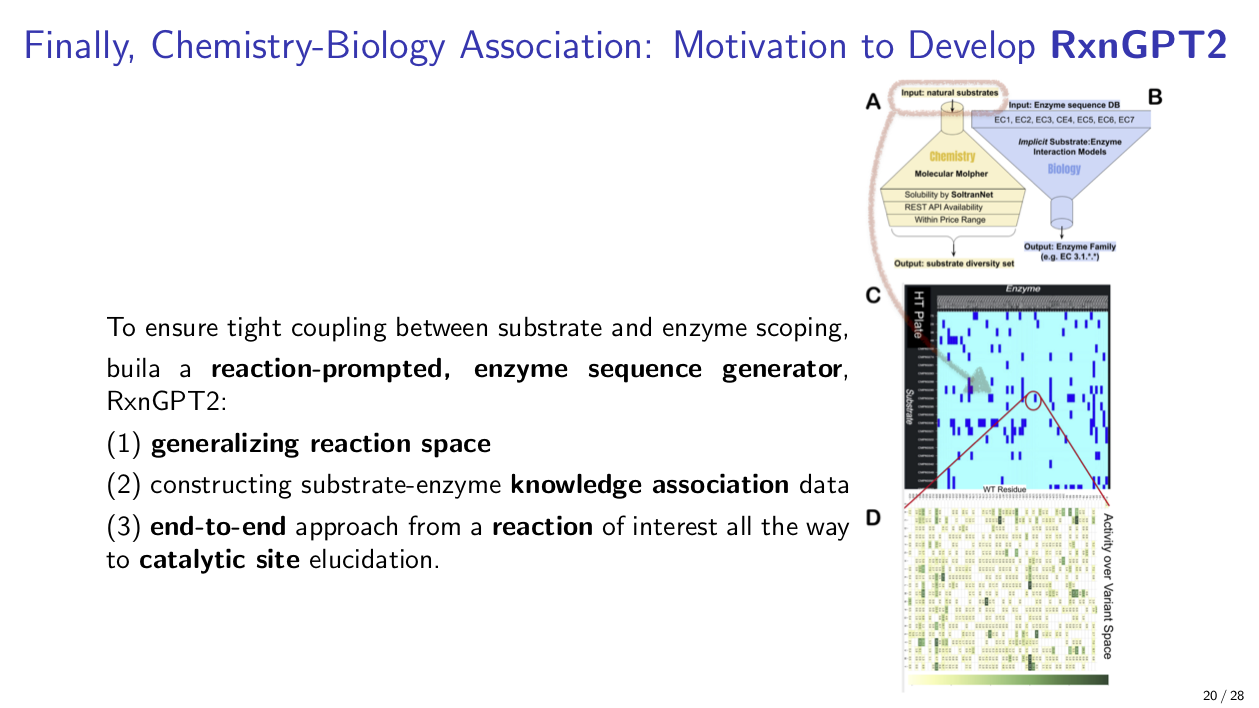 Finally, Chemistry-Biology Association: Motivation to Develop RxnGPT2
To ensure tight coupling between substrate and enzyme scoping,
buila a reaction-prompted, enzyme sequence generator,
RxnGPT2:
(1) generalizing reaction space
(2) constructing substrate-enzyme knowledge association data
(3) end-to-end approach from a reaction of interest all the way
to catalytic site elucidation.
A
Input: natural substrates
Chemistry
Molecular Molpher
Solubility by SoltranNet
REST API Availability
Within Price Range
Output: substrate diversity set
B
Input: Enzyme sequence DB
EC1, EC2, EC3, CE4, EC5, EC6, EC7
Implicit Substrate:Enzyme
Interaction Models
Biology
Output: Enzyme Family
(e.g. EC 3.1.*.*)
C
Enzyme
HT Plate
Substrate
D
WT Residue
Activity over Variant Space
20 / 28